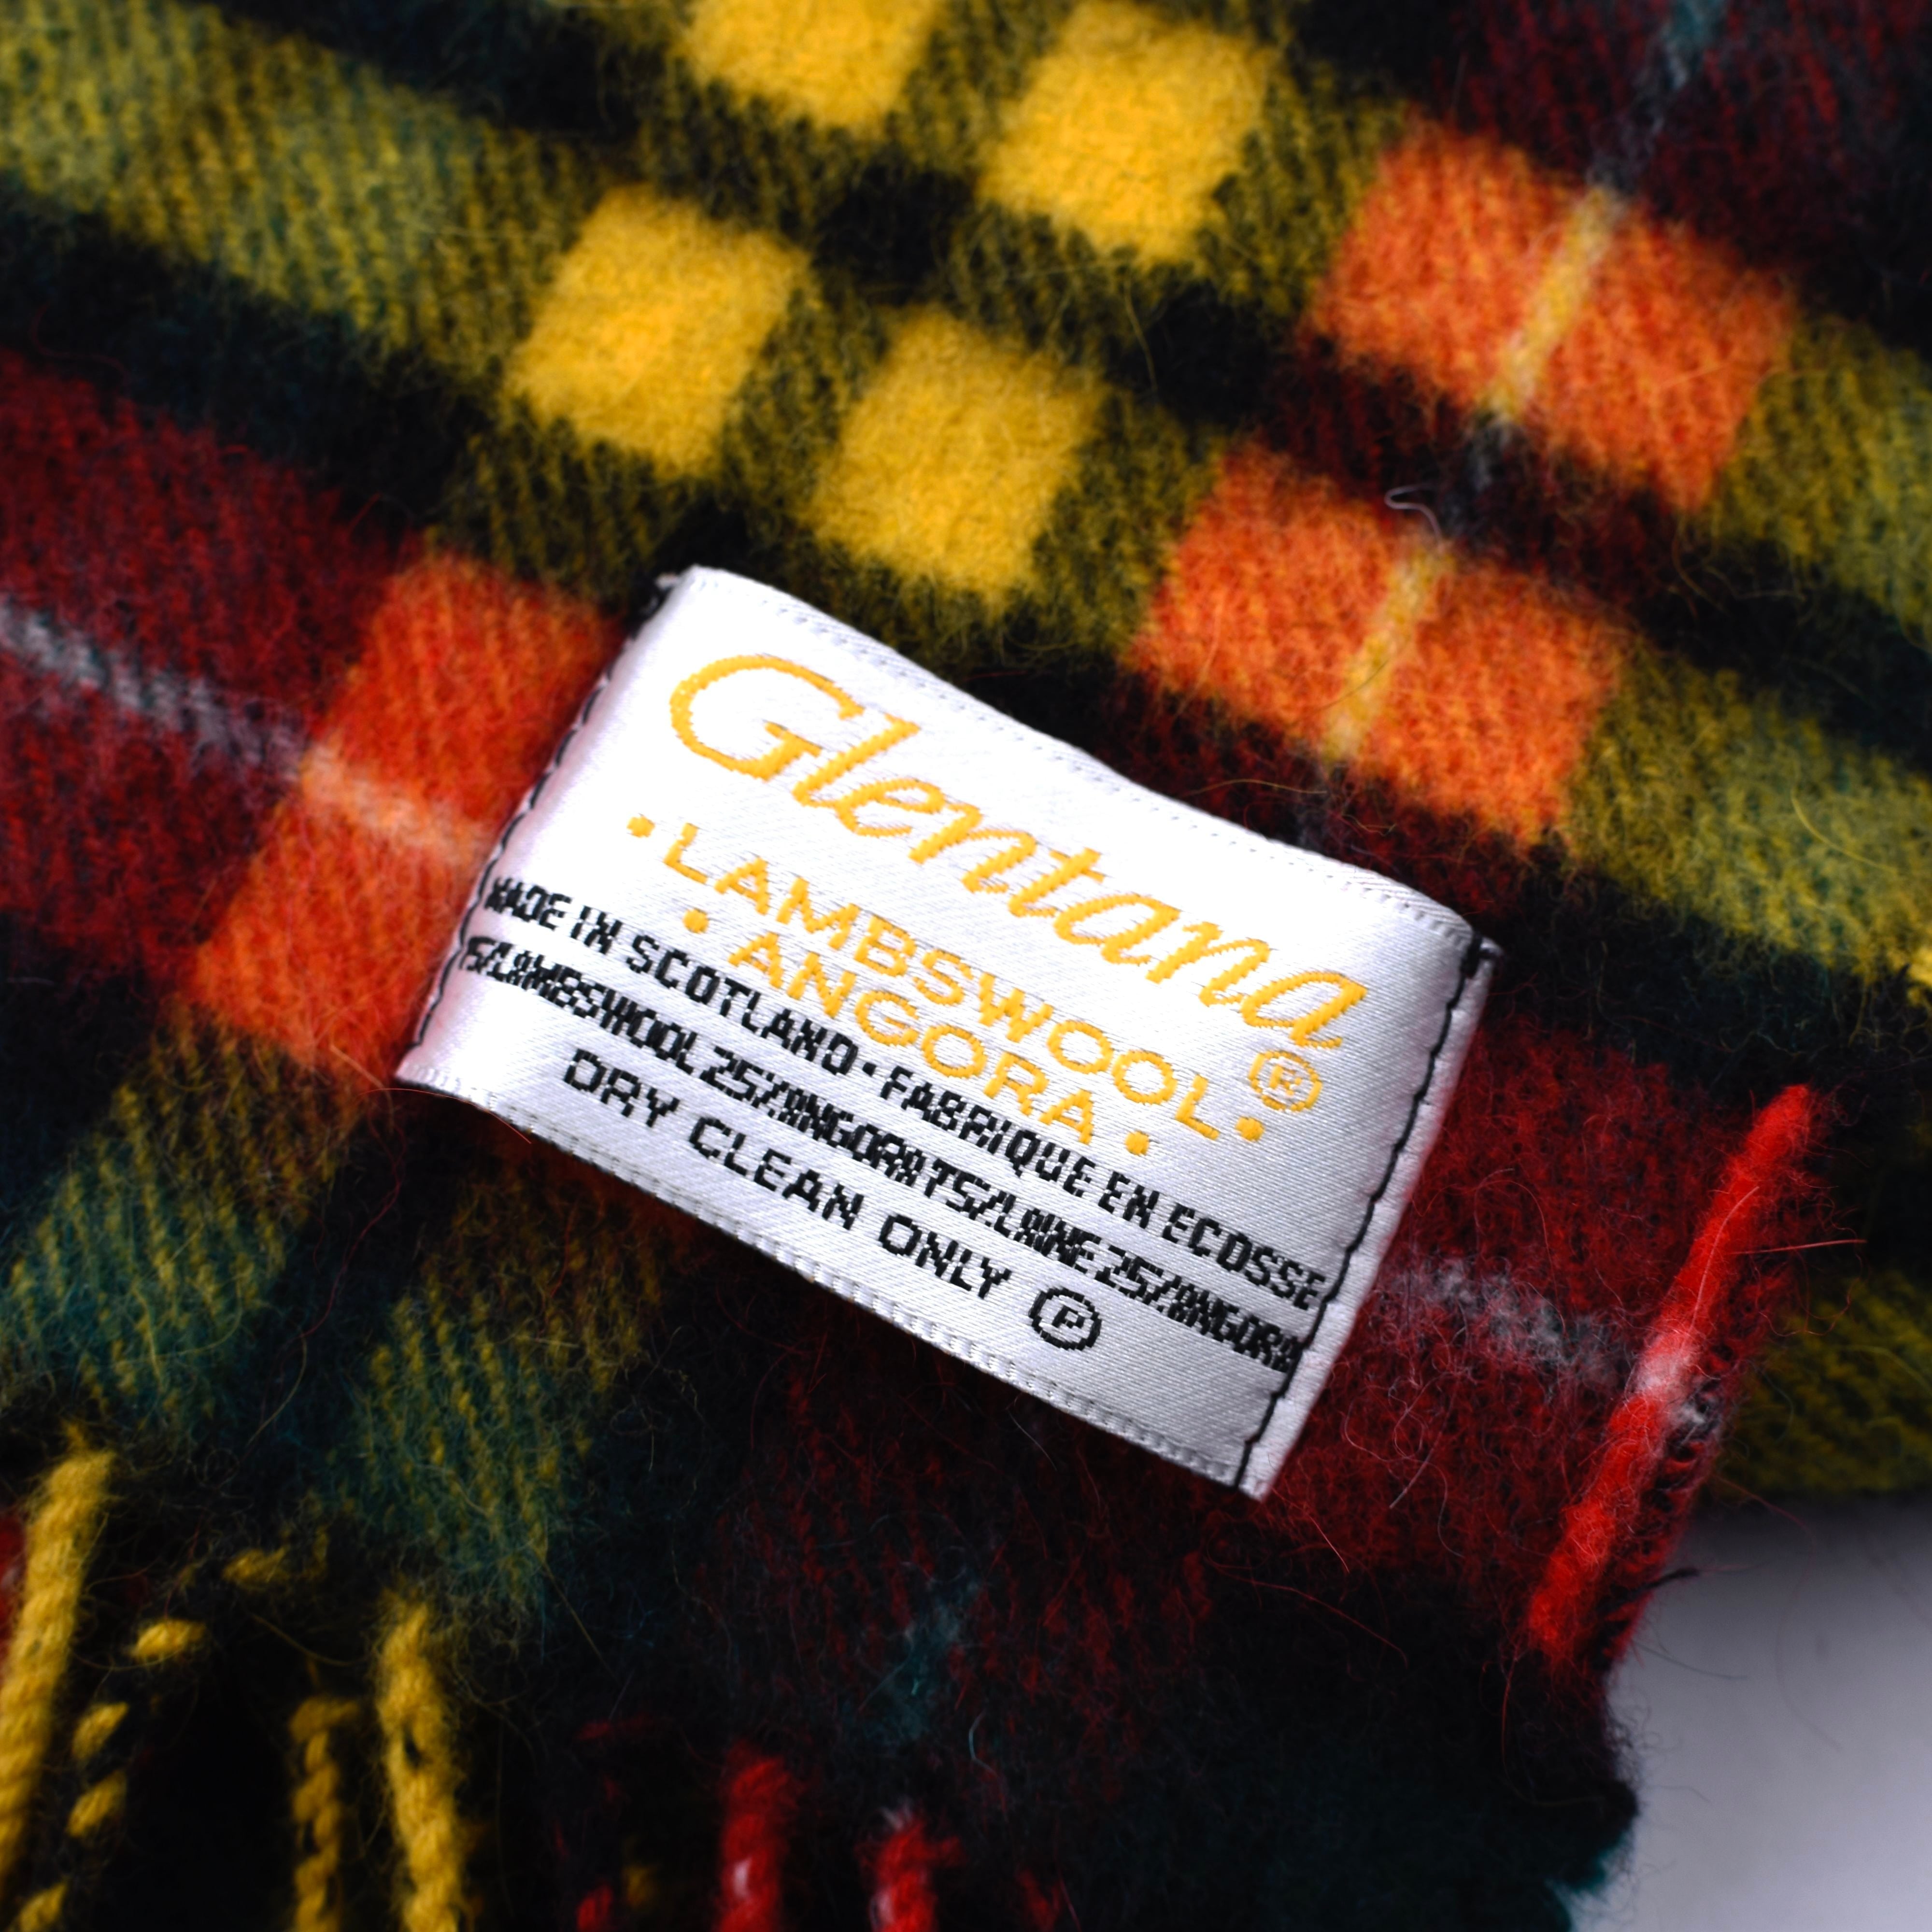 Glentana ®
• LAMBSWOOL •
• ANGORA •
MADE IN SCOTLAND • FABRIQUE EN ECOSSE
5%LAMBSWOOL 25%ANGORA 75%LAINE 25%ANGORA
DRY CLEAN ONLY Ⓟ